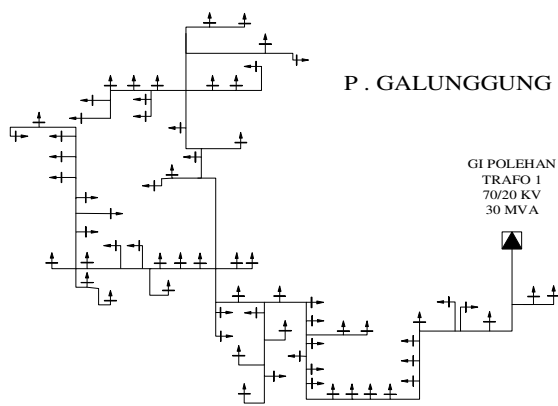 P . GALUNGGUNG
GI POLEHAN
TRAFO 1
70/20 KV
30 MVA